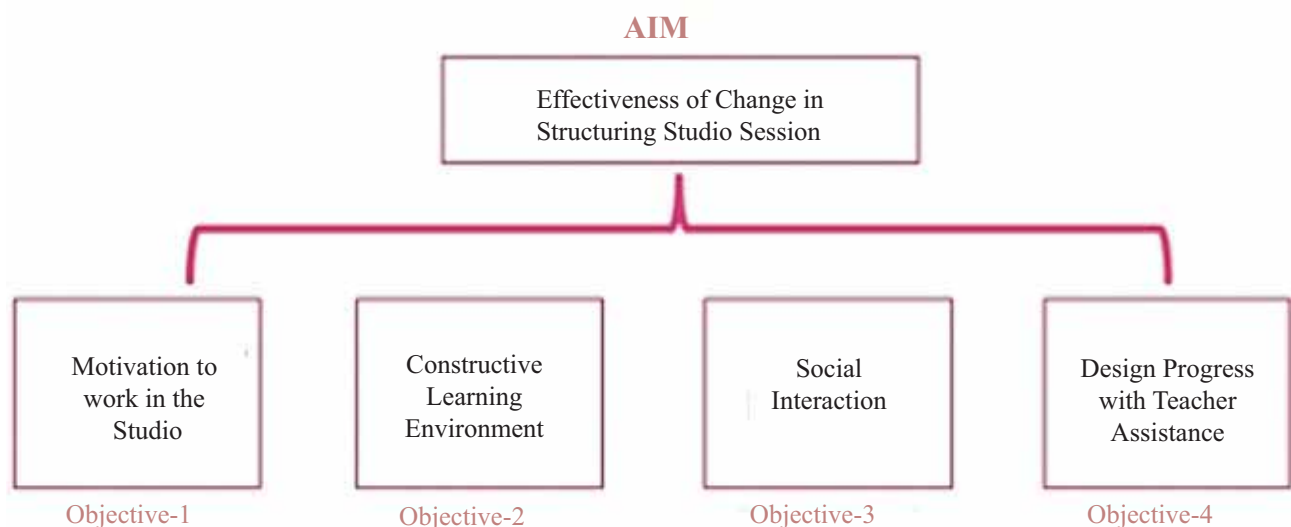 AIM
Effectiveness of Change in
Structuring Studio Session
Motivation to
work in the
Studio
Constructive
Learning
Environment
Social
Interaction
Design Progress
with Teacher
Assistance
Objective-1
Objective-2
Objective-3
Objective-4